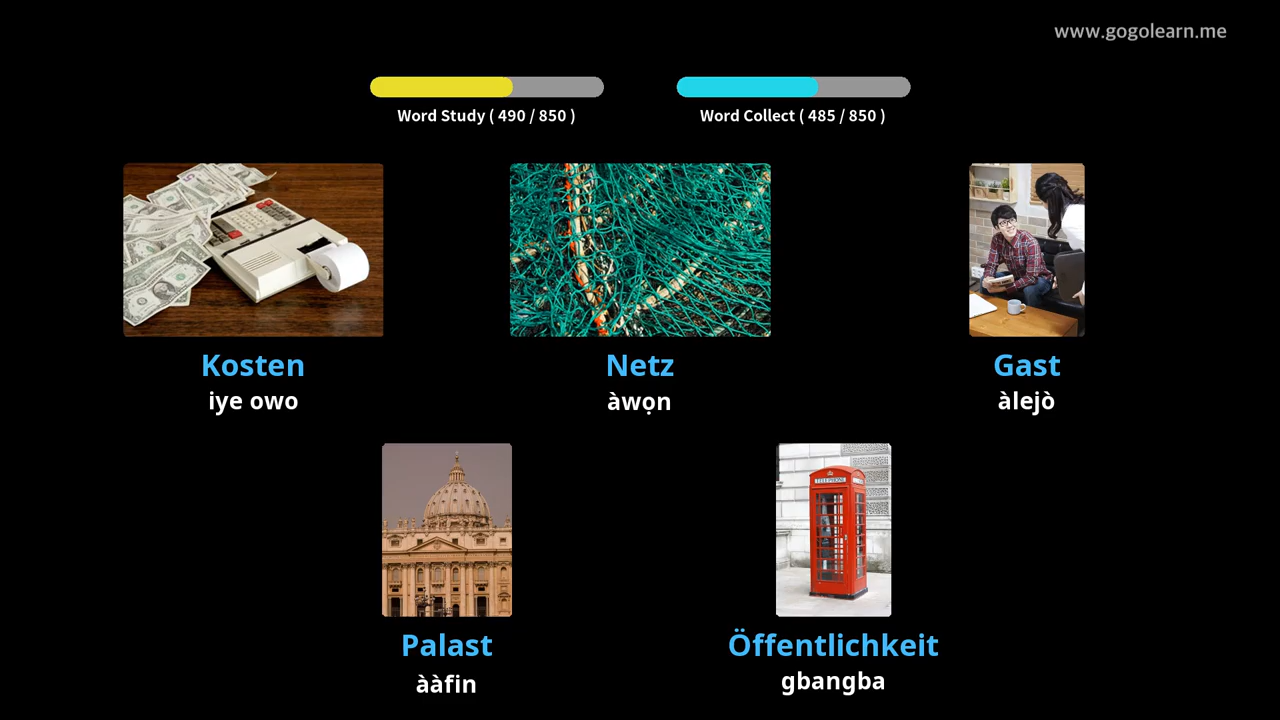 www.gogolearn.me
Word Study ( 490 / 850 )
Word Collect ( 485 / 850 )
Kosten
iye owo
Netz
àwọn
Gast
àlejò
TELEPHONE
Palast
ààfin
Öffentlichkeit
gbangba